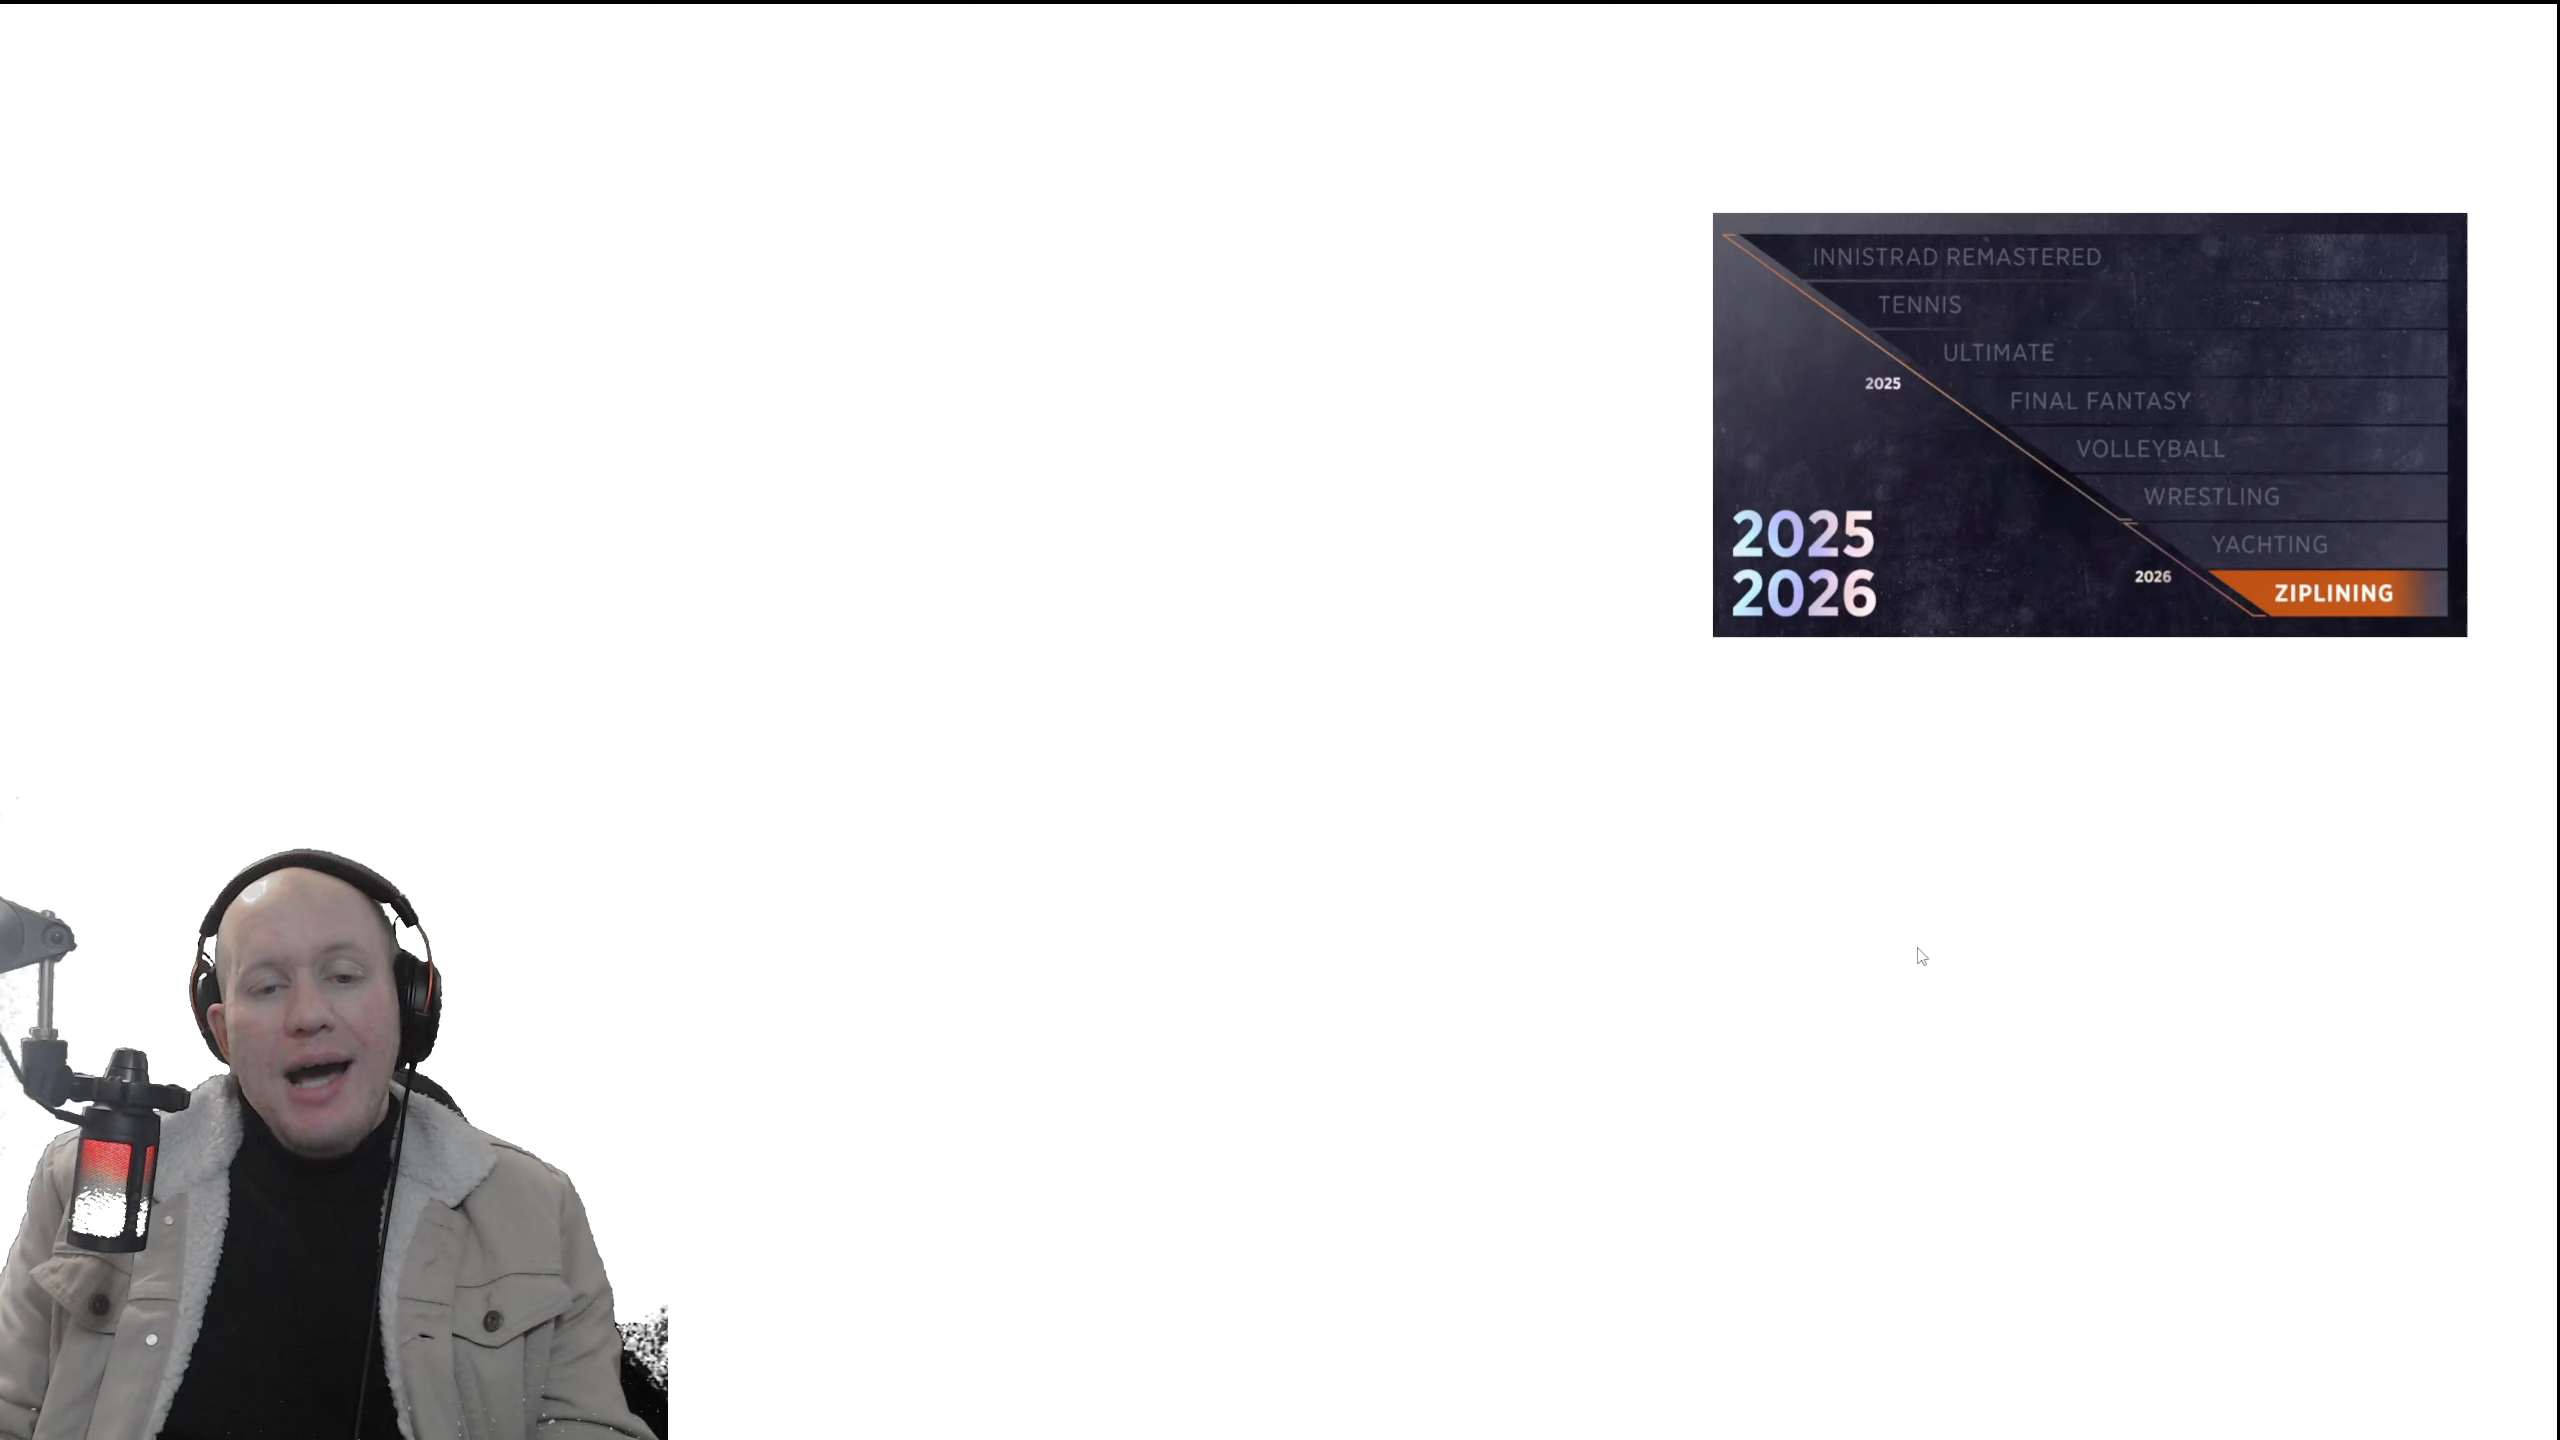 INNISTRAD REMASTERED
TENNIS
ULTIMATE
2025
FINAL FANTASY
VOLLEYBALL
WRESTLING
YACHTING
2026
ZIPLINING
2025
2026